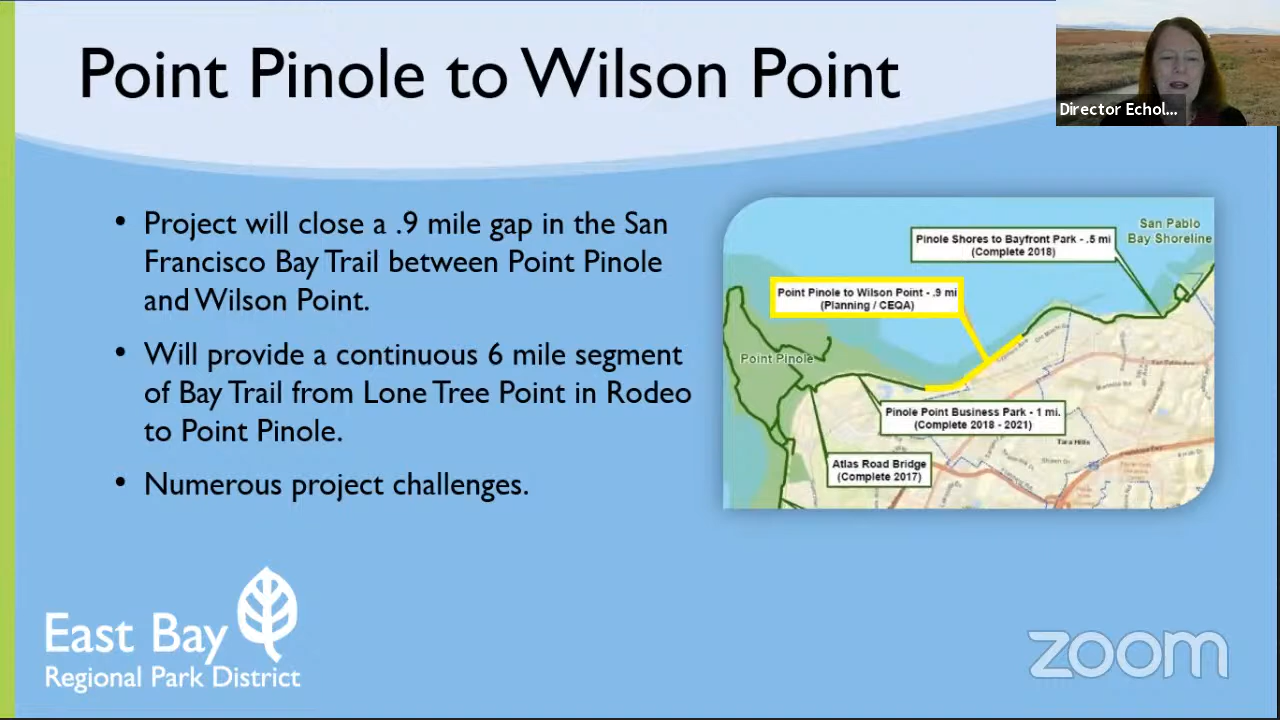 Point Pinole to Wilson Point
Director Echol...
• Project will close a .9 mile gap in the San
Francisco Bay Trail between Point Pinole
and Wilson Point.
• Will provide a continuous 6 mile segment
of Bay Trail from Lone Tree Point in Rodeo
to Point Pinole.
• Numerous project challenges.
San Pablo
Bay Shoreline
Pinole Shores to Bayfront Park - .5 mi
(Complete 2018)
Point Pinole to Wilson Point - .9 mi
(Planning / CEQA)
Point Pinole
Pinole Point Business Park - 1 mi.
(Complete 2018 - 2021)
Tara Hills
Atlas Road Bridge
(Complete 2017)
East Bay
Regional Park District
zoom